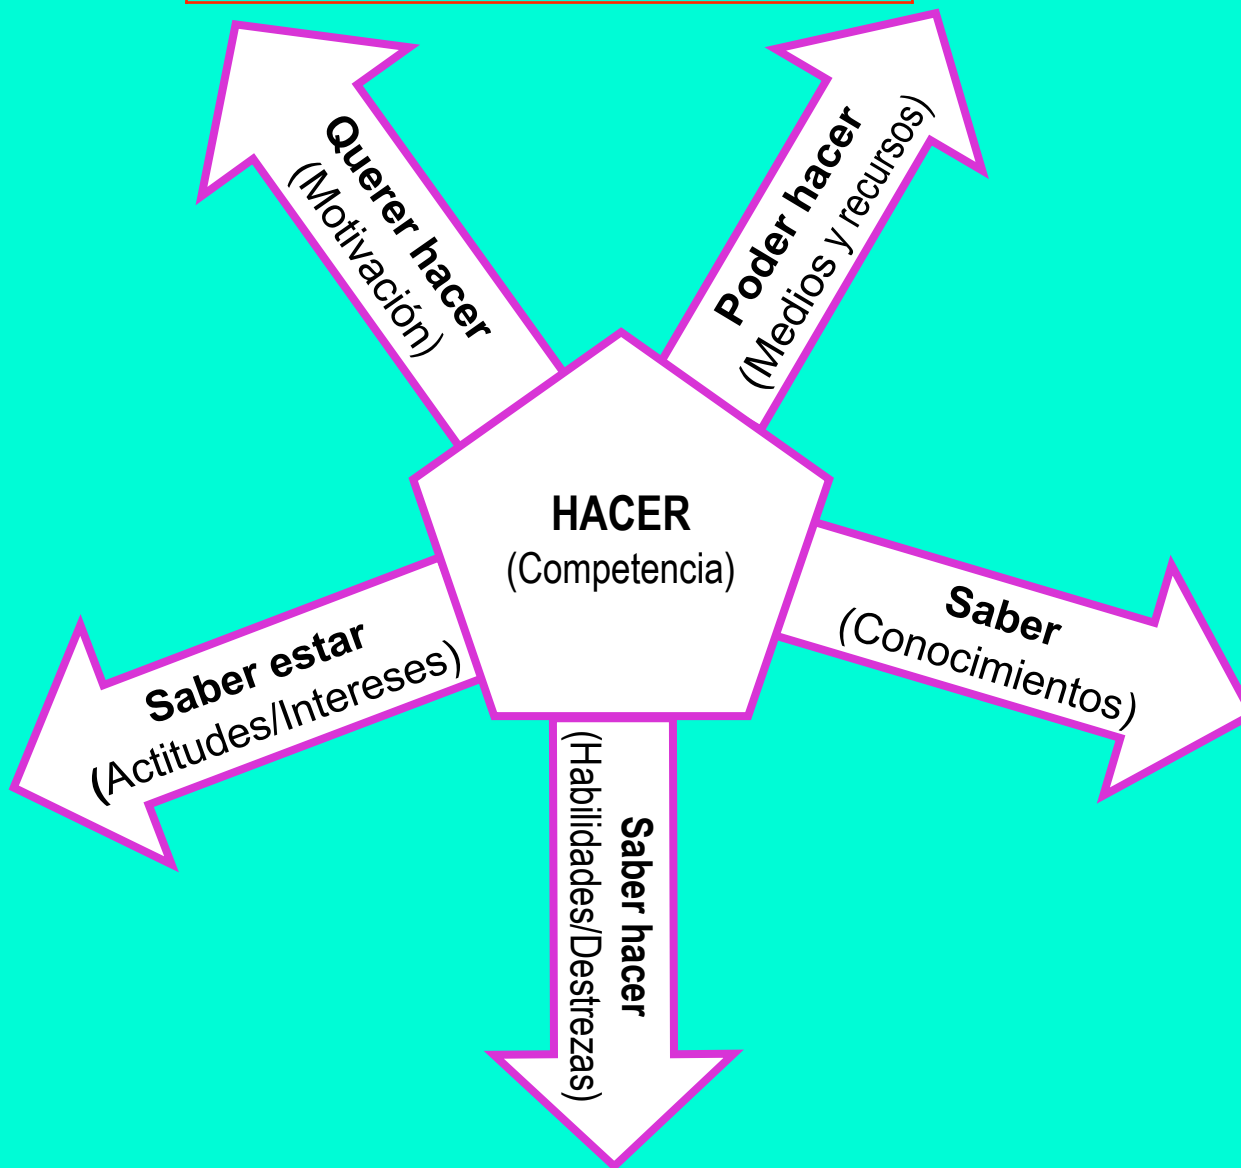 Querer hacer
(Motivación)
Poder hacer
(Medios y recursos)
HACER
(Competencia)
Saber
(Conocimientos)
Saber estar
(Actitudes/Intereses)
Saber hacer
(Habilidades/Destrezas)